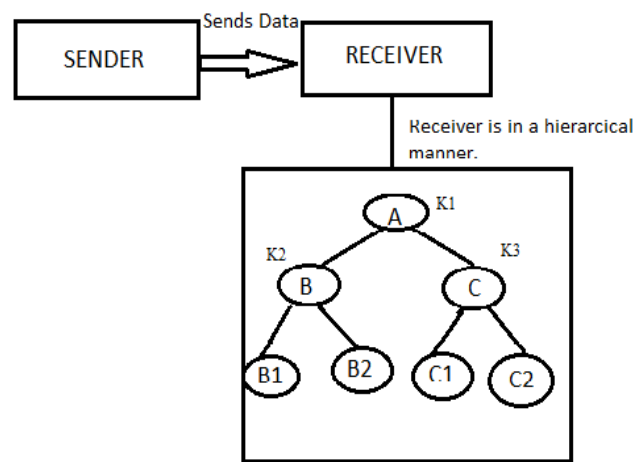 Sends Data
SENDER
RECEIVER
Receiver is in a hierarcical
manner.
A
K1
K2
K3
B
C
B1
B2
C1
C2